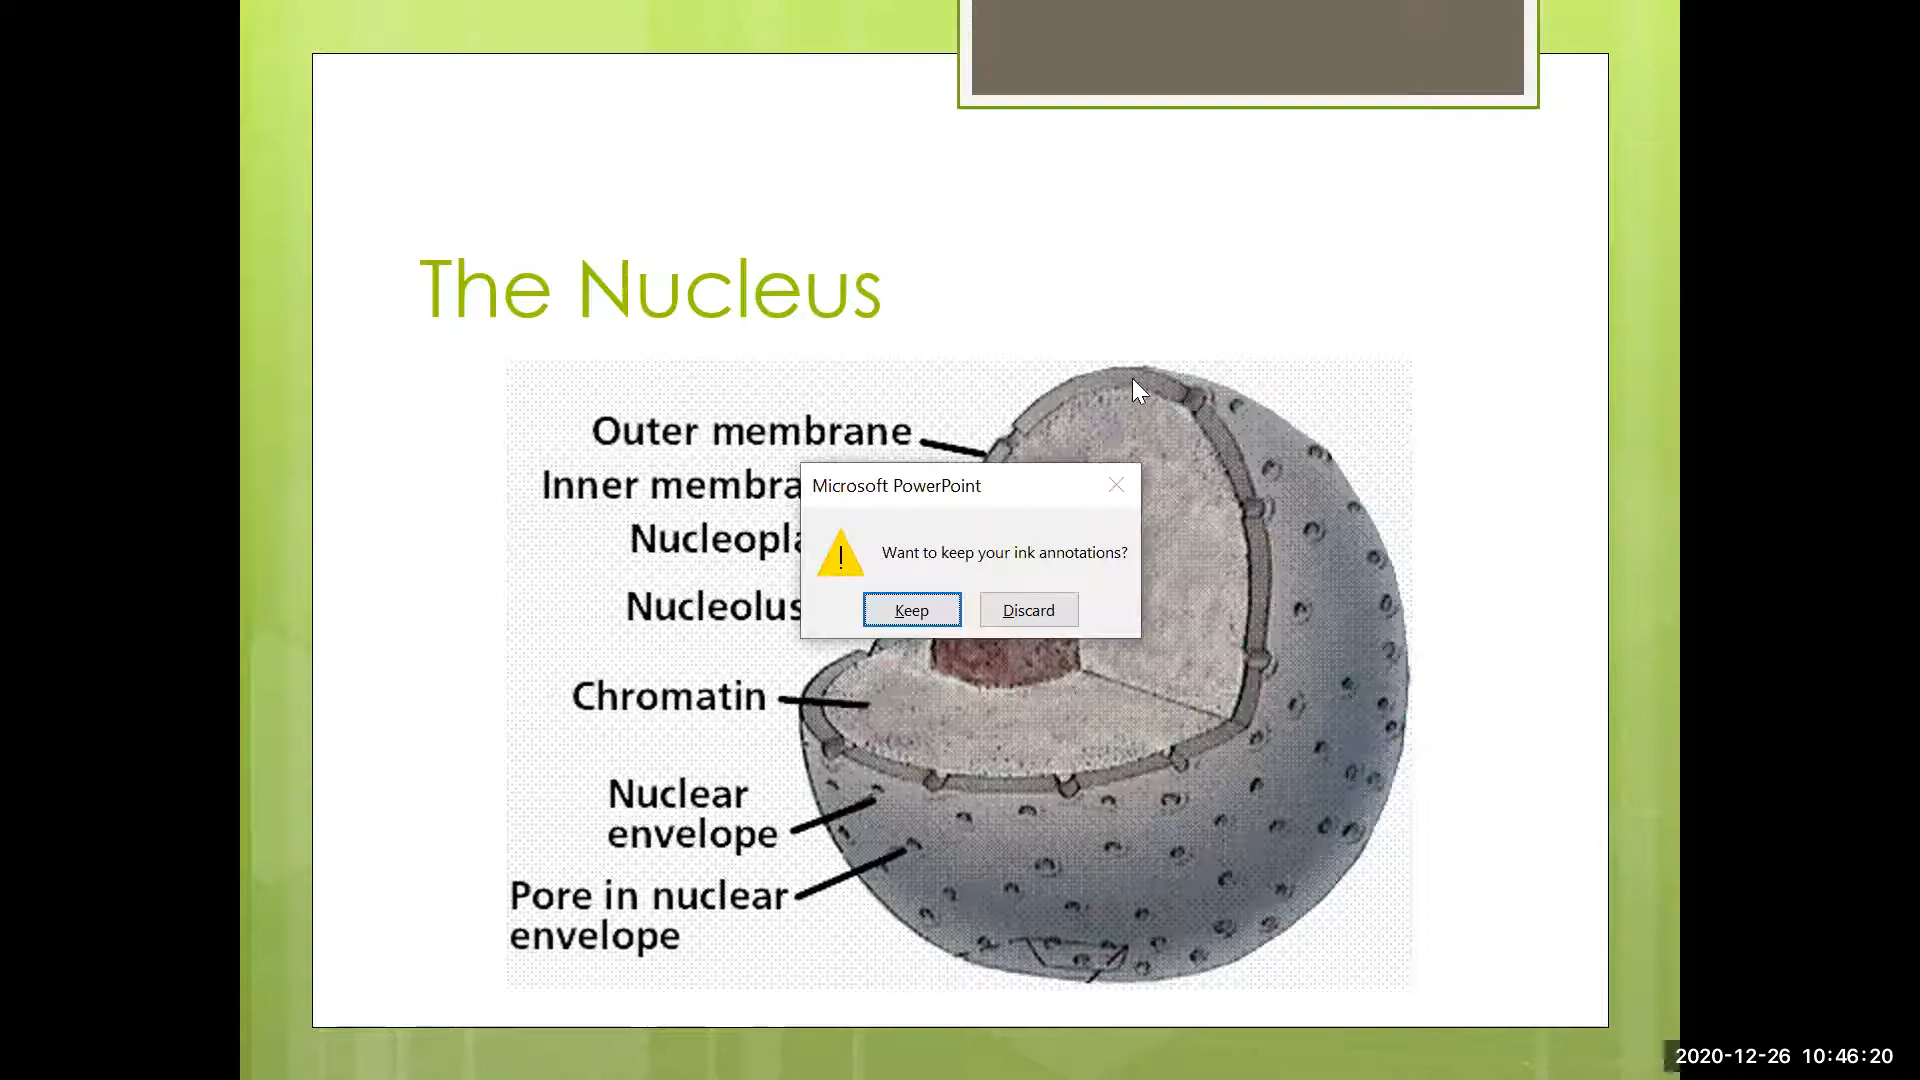 The Nucleus
Outer membrane
Inner membra
Microsoft PowerPoint
Nucleopla
Want to keep your ink annotations?
Nucleolus
Keep
Discard
Chromatin
Nuclear
envelope
Pore in nuclear
envelope
2020-12-26 10:46:20